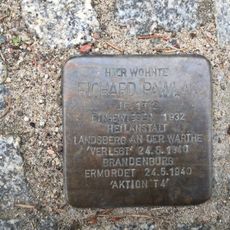 HIER WOHNTE
RICHARD PAWLAK
JG. 1912
EINGEWIESEN 1932
HEILANSTALT
LANDSBERG AN DER WARTHE
'VERLEGT' 24.5.1940
BRANDENBURG
ERMORDET 24.5.1940
'AKTION T4'